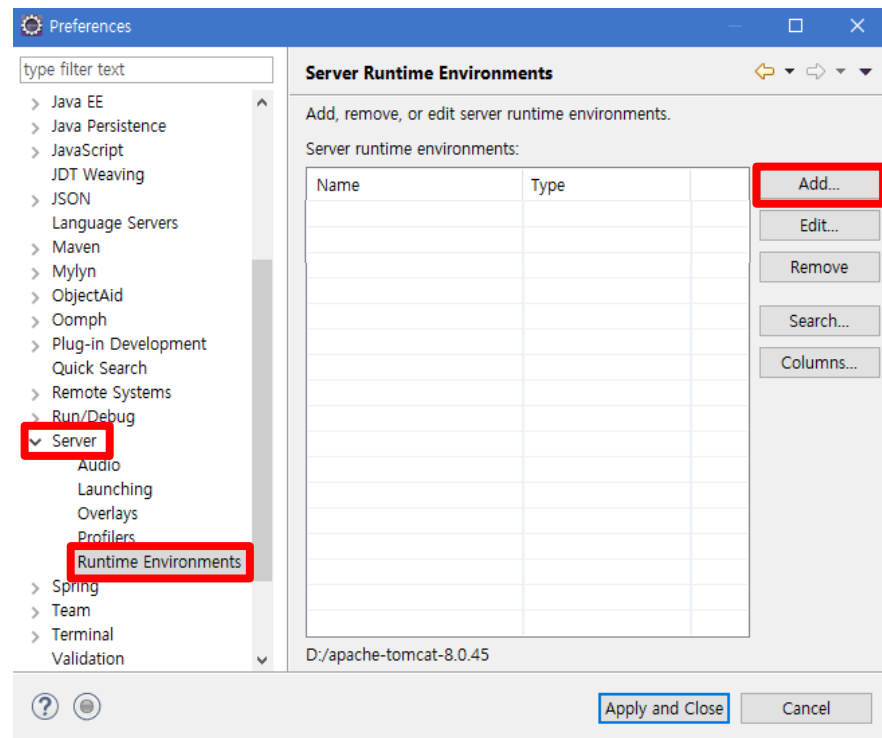 Preferences
type filter text
Java EE
Java Persistence
JavaScript
JDT Weaving
JSON
Language Servers
Maven
Mylyn
ObjectAid
Oomph
Plug-in Development
Quick Search
Remote Systems
Run/Debug
Server
Audio
Launching
Overlays
Profilers
Runtime Environments
Spring
Team
Terminal
Validation
Server Runtime Environments
Add, remove, or edit server runtime environments.
Server runtime environments:
Name Type
Add...
Edit...
Remove
Search...
Columns...
D:/apache-tomcat-8.0.45
Apply and Close Cancel